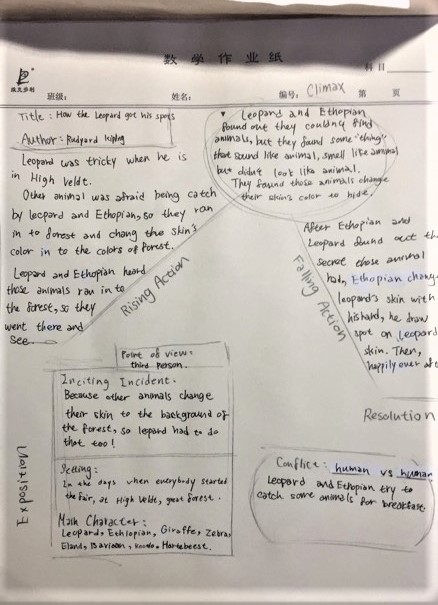 数 学 作 业 纸
科目
班级:
姓名:
编号:
Climax
第 页
Title : How the Leopard got his spots
Author : Rudyard kipling
Leopard was tricky when he is
in High Veldt.
Other animal was afraid being catch
by leopard and Ethopian, so they ran
in to forest and chang the skin's
color in to the colors of forest.
Leopard and Ethopian heard
those animals ran in to
the forest, so they
went there and
see
Rising Action
Leopard and Ethiopian
found out they couldn't find
animals, but they found some "things"
that sound like animal, smell like animal
but didn't look like animal.
They found those animals change
their skin's color to hide.
Falling Action
After Ethopian and
Leopard found out th
secret those animal
had, Ethopian chang
leopard's skin with
his hard, he draw
spot on Leopard
skin. Then,
happily ever afte
Resolution
Point of view:
third person.
Exposition
Inciting Incident.
Because other animals change
their skin to the background of
the forest, so lepard had to do
that too!
Setting:
In the days when everybody started
the fair, at High Veldt, great forest.
Main Character:
Leopard, Ethiopian, Giraffe, Zebra,
Eland, Baviaan, Hartebeest.
Conflict: human vs human
Leopard and Ethopian try to
catch some animals for breakfast.